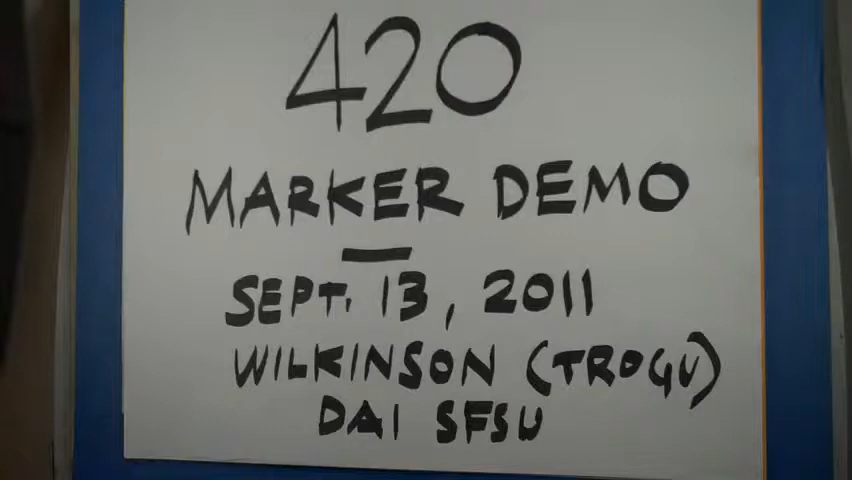 420
MARKER DEMO
—
SEPT. 13, 2011
WILKINSON (TROGU)
DAI SFSU